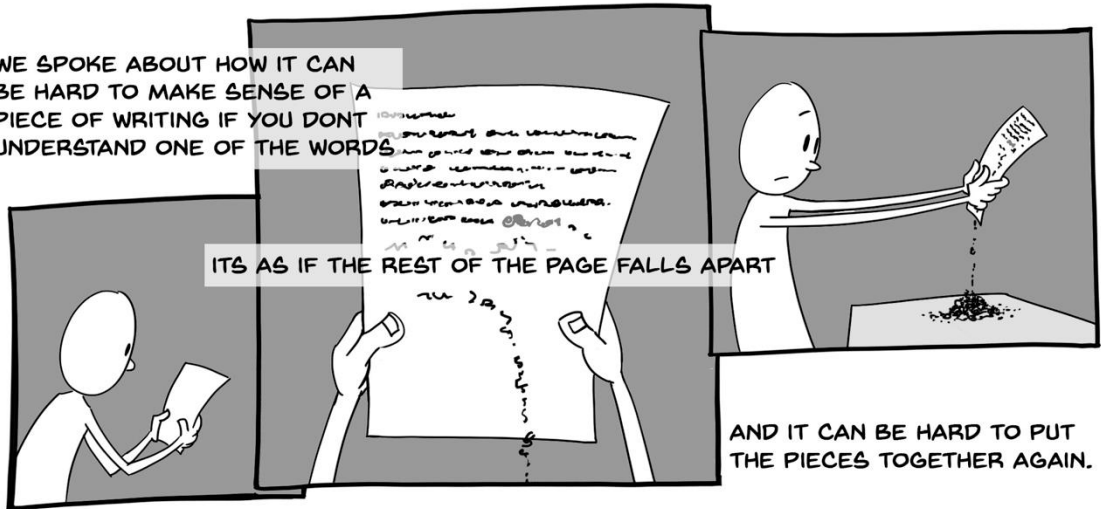 WE SPOKE ABOUT HOW IT CAN
BE HARD TO MAKE SENSE OF A
PIECE OF WRITING IF YOU DONT
UNDERSTAND ONE OF THE WORDS
ITS AS IF THE REST OF THE PAGE FALLS APART
AND IT CAN BE HARD TO PUT
THE PIECES TOGETHER AGAIN.